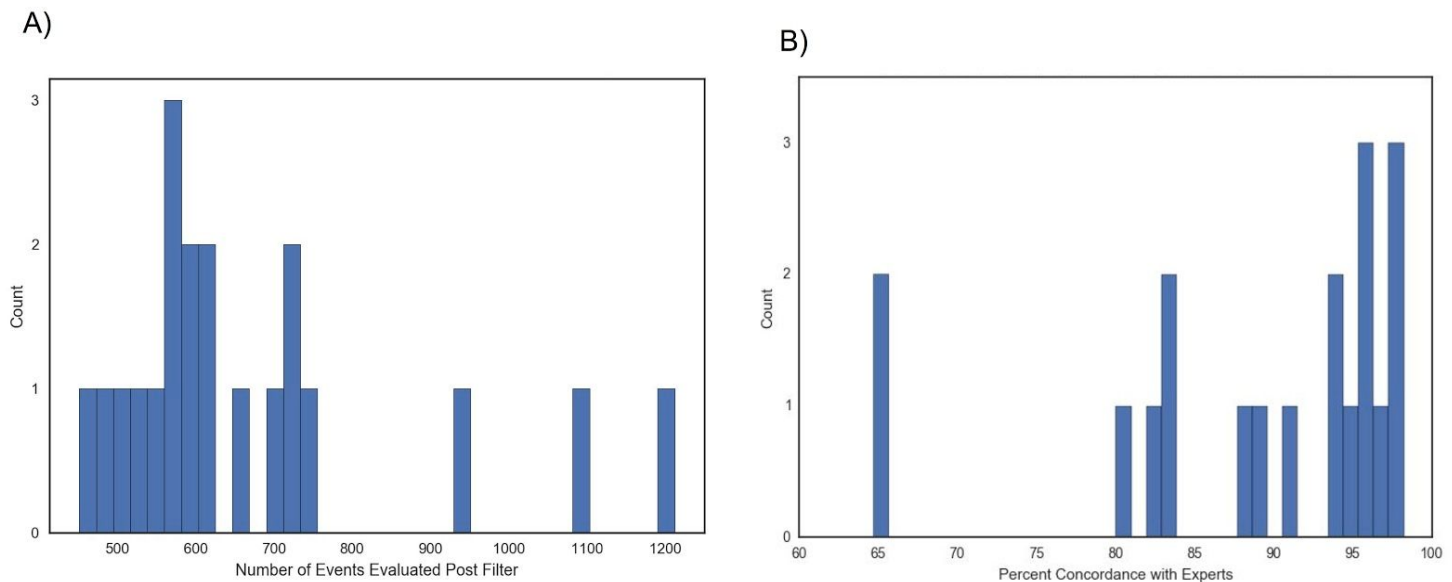 A)
3
2
1
0
Count
500 600 700 800 900 1000 1100 1200
Number of Events Evaluated Post Filter
B)
3
2
1
0
Count
60 65 70 75 80 85 90 95 100
Percent Concordance with Experts